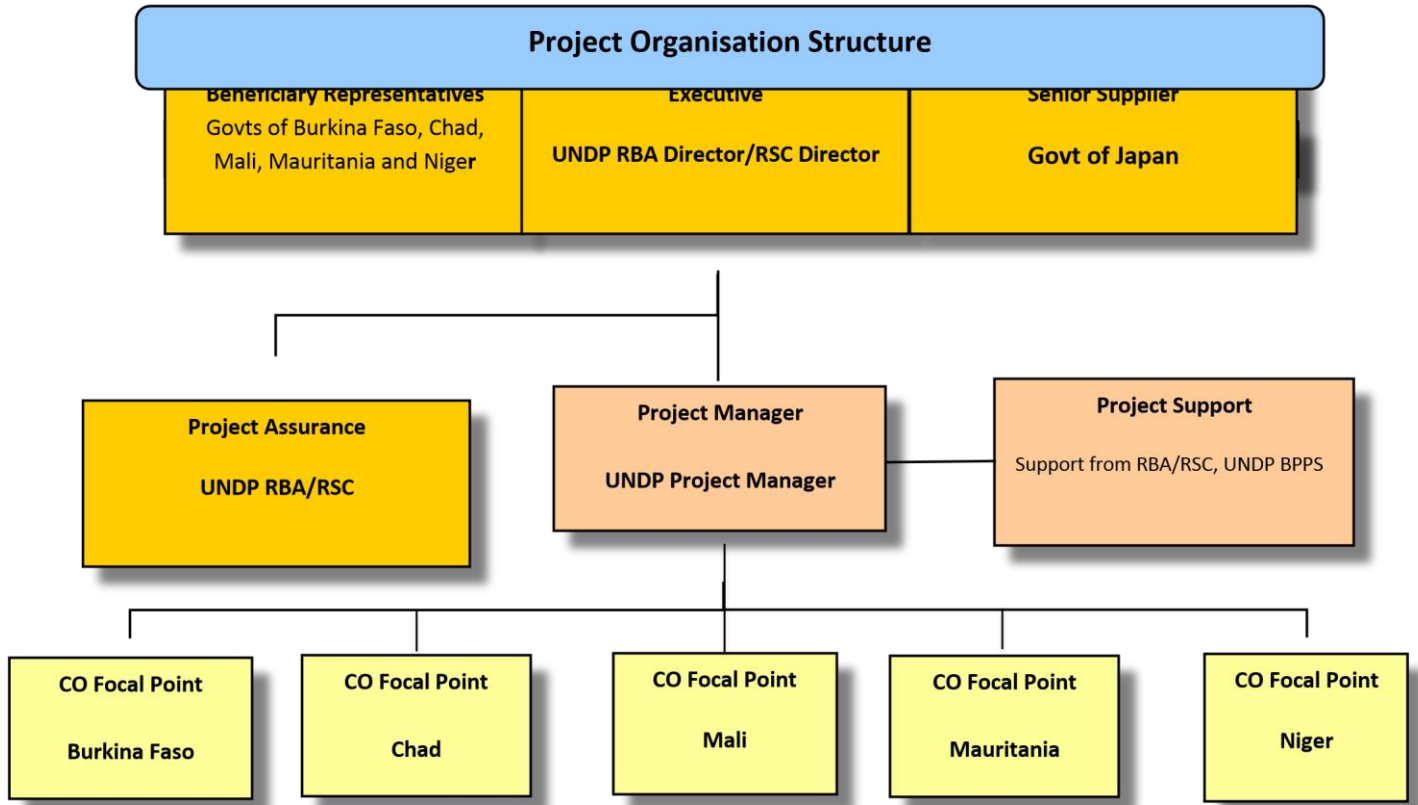 Project Organisation Structure
Beneficiary Representatives
Govts of Burkina Faso, Chad,
Mali, Mauritania and Niger
Executive
UNDP RBA Director/RSC Director
Senior Supplier
Govt of Japan
Project Assurance
UNDP RBA/RSC
Project Manager
UNDP Project Manager
Project Support
Support from RBA/RSC, UNDP BPPS
CO Focal Point
Burkina Faso
CO Focal Point
Chad
CO Focal Point
Mali
CO Focal Point
Mauritania
CO Focal Point
Niger